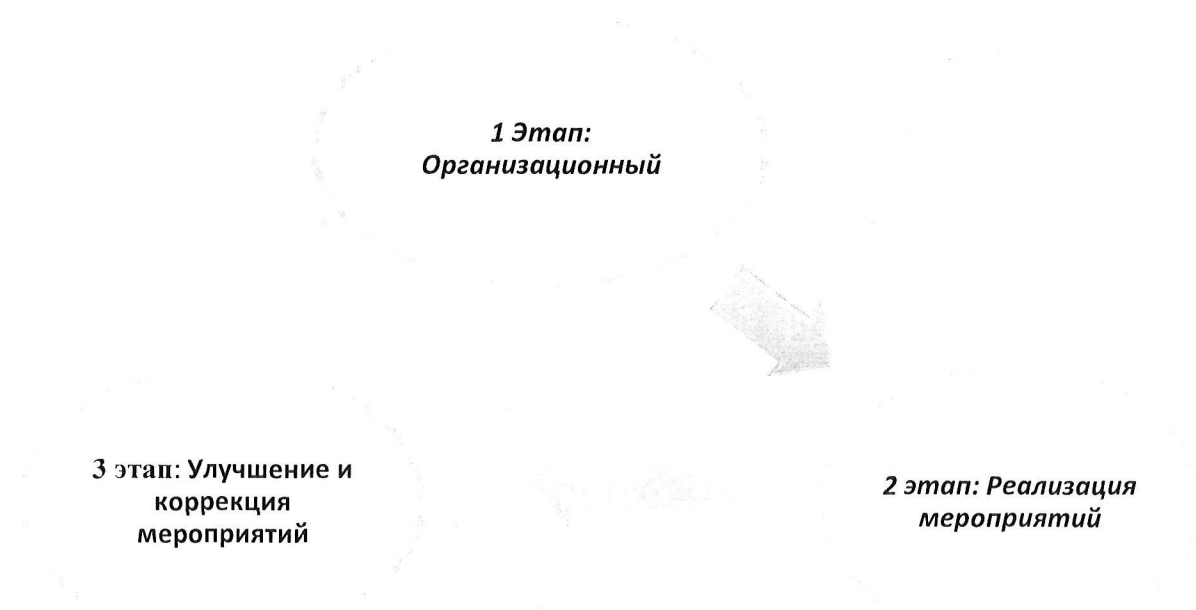 1 Этап:
Организационный
2 этап: Реализация
мероприятий
3 этап: Улучшение и
коррекция
мероприятий